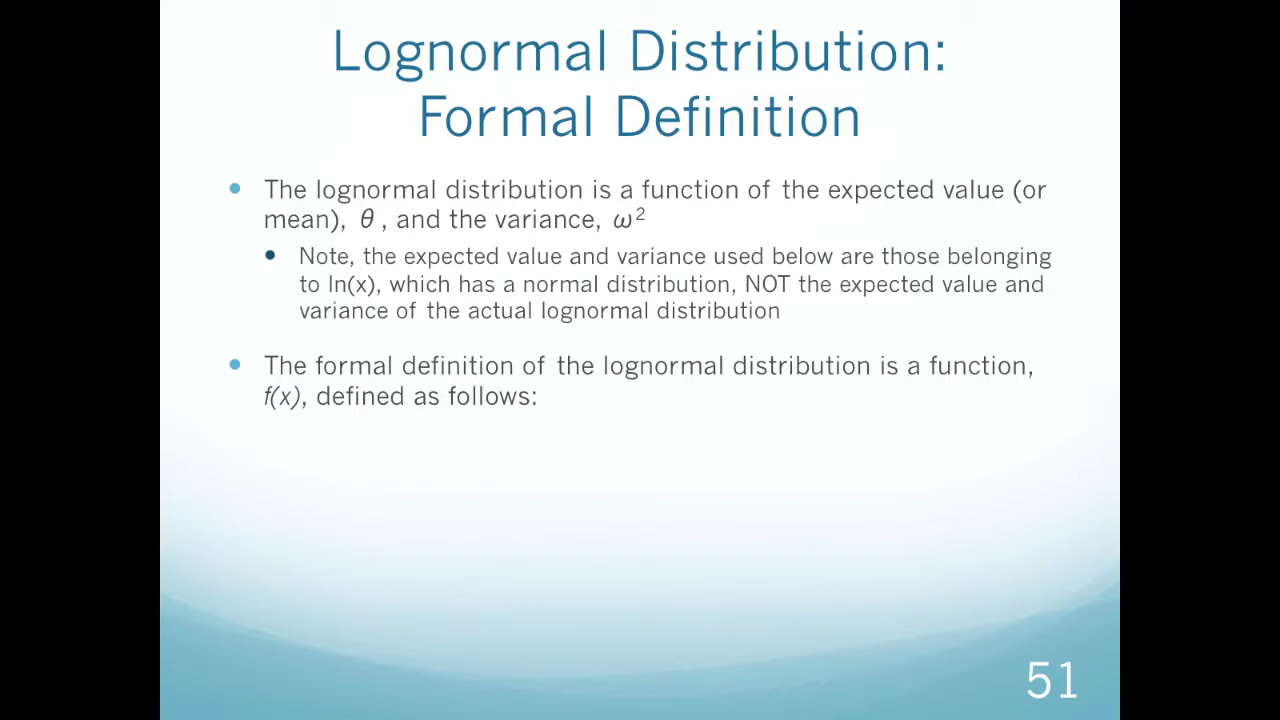 Lognormal Distribution:
Formal Definition
• The lognormal distribution is a function of the expected value (or
mean), θ , and the variance, ω²
• Note, the expected value and variance used below are those belonging
to ln(x), which has a normal distribution, NOT the expected value and
variance of the actual lognormal distribution
• The formal definition of the lognormal distribution is a function,
f(x), defined as follows:
51